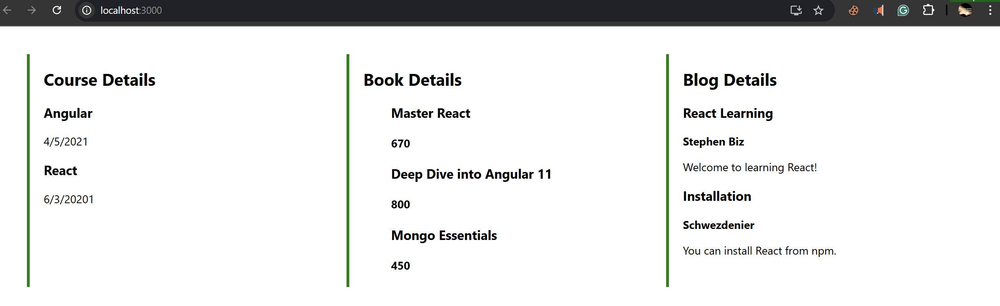 localhost:3000
Course Details
Angular
4/5/2021
React
6/3/20201
Book Details
Master React
670
Deep Dive into Angular 11
800
Mongo Essentials
450
Blog Details
React Learning
Stephen Biz
Welcome to learning React!
Installation
Schwezdenier
You can install React from npm.